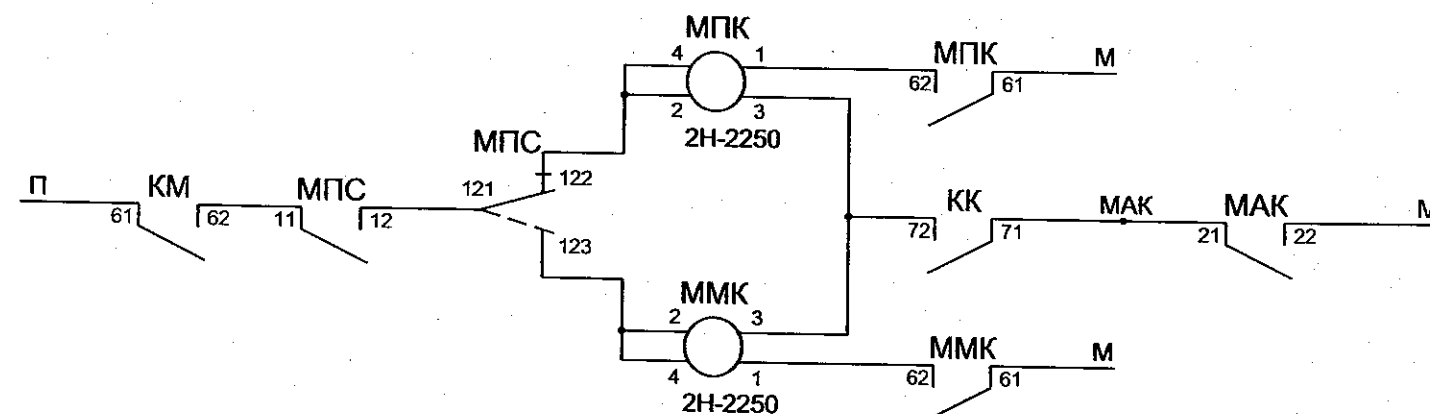 МПК
4 1
МПК М
62 61
2 3
2Н-2250
МПС
122
П КМ МПС 121
61 62 11 12
123
КК МАК МАК М
72 71 21 22
ММК
2 3
ММК М
62 61
4 1
2Н-2250